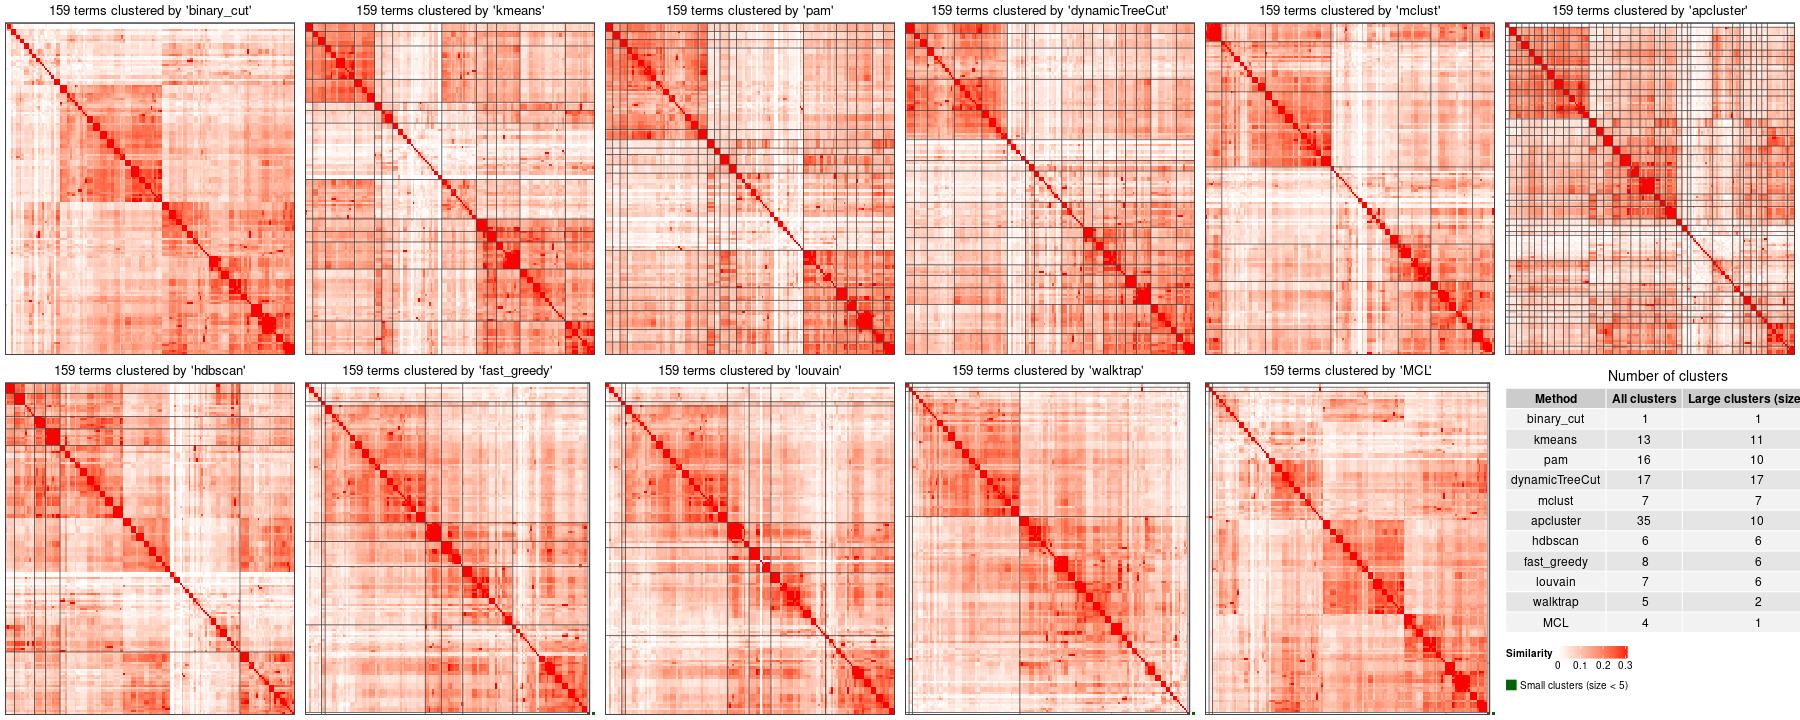 159 terms clustered by 'binary_cut'
159 terms clustered by 'kmeans'
159 terms clustered by 'pam'
159 terms clustered by 'dynamicTreeCut'
159 terms clustered by 'mclust'
159 terms clustered by 'apcluster'
159 terms clustered by 'hdbscan'
159 terms clustered by 'fast_greedy'
159 terms clustered by 'louvain'
159 terms clustered by 'walktrap'
159 terms clustered by 'MCL'
Number of clusters
Method All clusters Large clusters (size
binary_cut 1 1
kmeans 13 11
pam 16 10
dynamicTreeCut 17 17
mclust 7 7
apcluster 35 10
hdbscan 6 6
fast_greedy 8 6
louvain 7 6
walktrap 5 2
MCL 4 1
Similarity
0 0.1 0.2 0.3
Small clusters (size < 5)